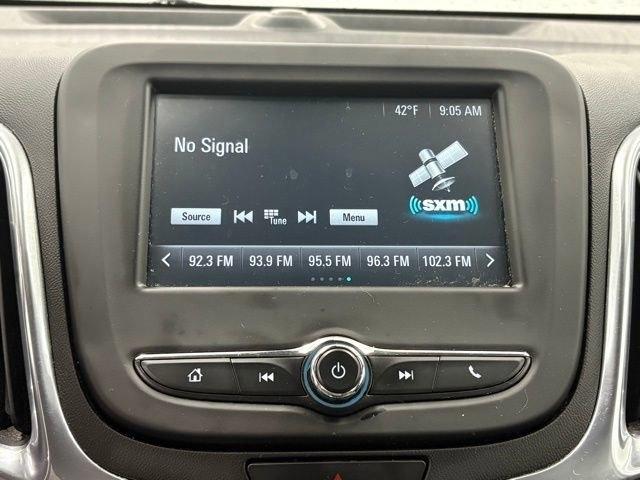 42°F 9:05 AM
No Signal
sxm
Source Tune Menu
92.3 FM 93.9 FM 95.5 FM 96.3 FM 102.3 FM